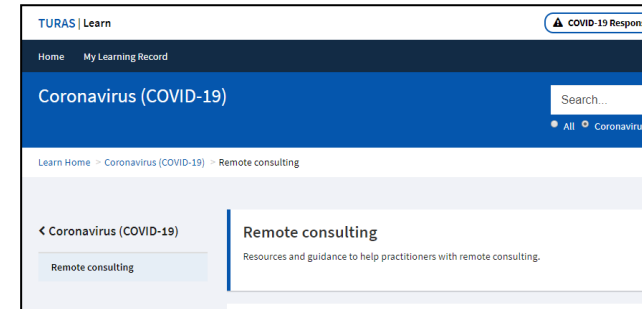 TURAS | Learn
COVID-19 Respon
Home My Learning Record
Coronavirus (COVID-19)
Search...
All Coronaviru
Learn Home > Coronavirus (COVID-19) > Remote consulting
< Coronavirus (COVID-19)
Remote consulting
Remote consulting
Resources and guidance to help practitioners with remote consulting.